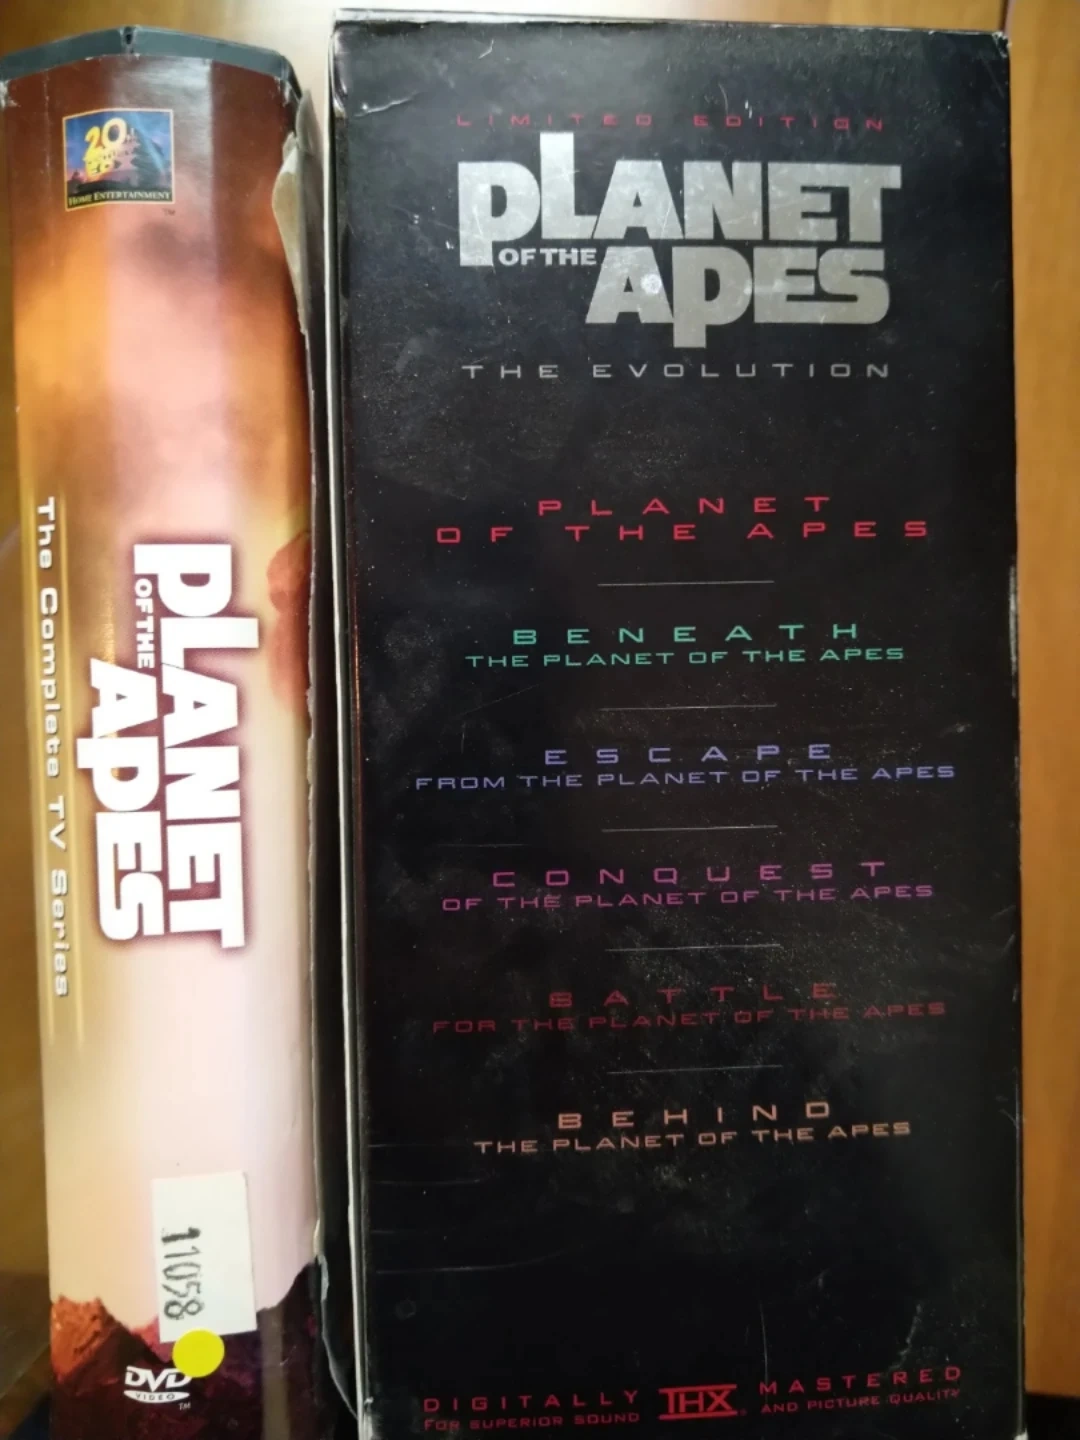 20th
CENTURY
FOX
HOME ENTERTAINMENT
TM
The Complete TV Series
PLANET
OF THE
APES
11058
DVD
VIDEO
TM
LIMITED EDITION
PLANET
OF THE
APES
THE EVOLUTION
PLANET
OF THE APES
BENEATH
THE PLANET OF THE APES
ESCAPE
FROM THE PLANET OF THE APES
CONQUEST
OF THE PLANET OF THE APES
BATTLE
FOR THE PLANET OF THE APES
BEHIND
THE PLANET OF THE APES
DIGITALLY THX MASTERED
FOR SUPERIOR SOUND AND PICTURE QUALITY